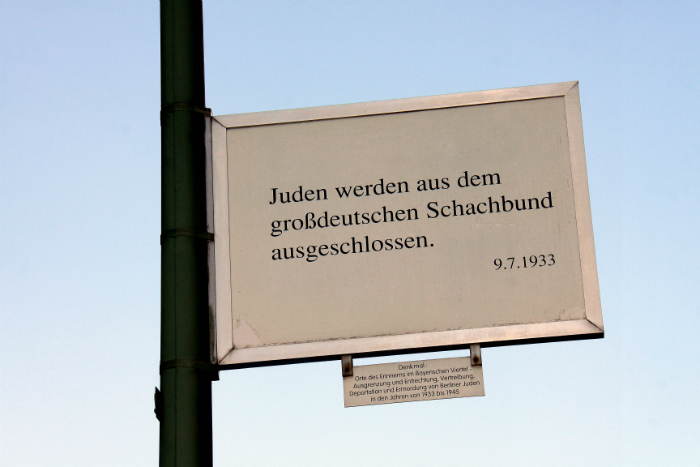 Juden werden aus dem
großdeutschen Schachbund
ausgeschlossen.
9.7.1933
Denkmal:
Orte des Erinnerns im Bayerischen Viertel
Ausgrenzung und Entrechtung, Vertreibung,
Deportation und Ermordung von Berliner Juden
in den Jahren von 1933 bis 1945